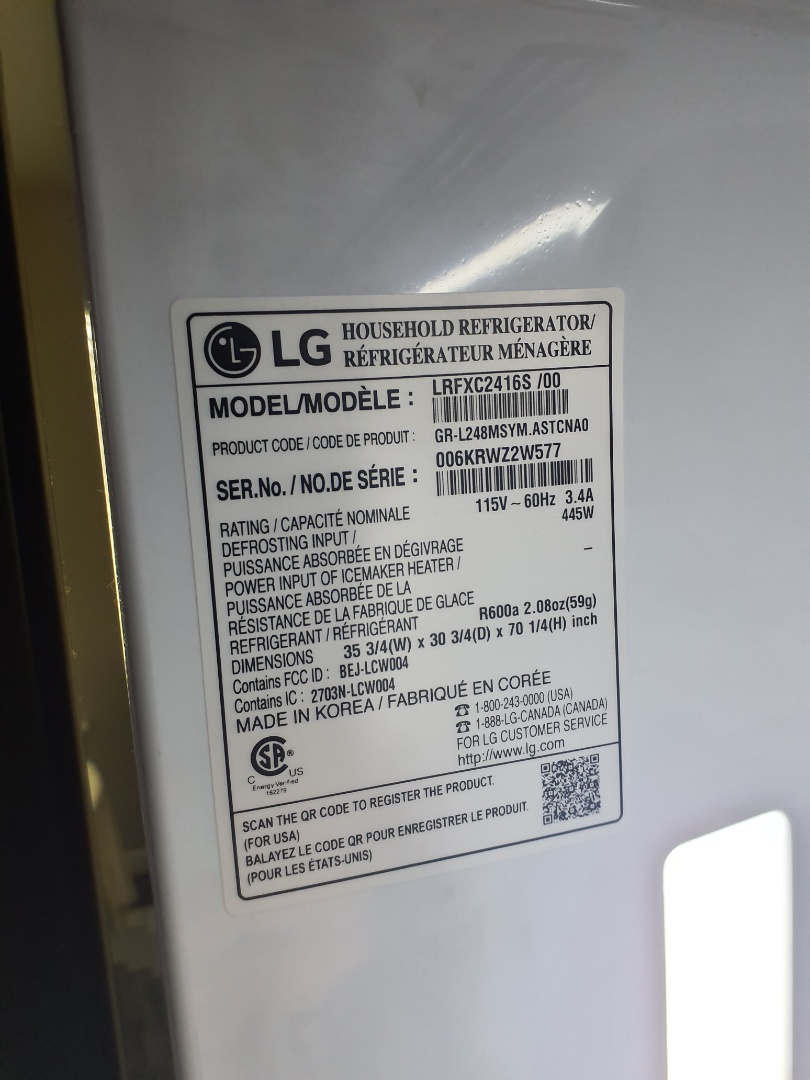 LG HOUSEHOLD REFRIGERATOR/
RÉFRIGÉRATEUR MÉNAGÈRE
MODEL/MODÈLE : LRFXC2416S /00
PRODUCT CODE / CODE DE PRODUIT : GR-L248MSYM.ASTCNA0
SER.No. / NO.DE SÉRIE : 006KRWZ2W577
RATING / CAPACITÉ NOMINALE 115V ~ 60Hz 3.4A
DEFROSTING INPUT / 445W
PUISSANCE ABSORBÉE EN DÉGIVRAGE
POWER INPUT OF ICEMAKER HEATER / –
PUISSANCE ABSORBÉE DE LA
RÉSISTANCE DE LA FABRIQUE DE GLACE
REFRIGERANT / RÉFRIGÉRANT R600a 2.08oz(59g)
DIMENSIONS 35 3/4(W) x 30 3/4(D) x 70 1/4(H) inch
Contains FCC ID : BEJ-LCW004
Contains IC : 2703N-LCW004
MADE IN KOREA / FABRIQUÉ EN CORÉE
1-800-243-0000 (USA)
1-888-LG-CANADA (CANADA)
FOR LG CUSTOMER SERVICE
http://www.lg.com
C SA ® US
Energy Verified
162275
SCAN THE QR CODE TO REGISTER THE PRODUCT.
(FOR USA)
BALAYEZ LE CODE QR POUR ENREGISTRER LE PRODUIT.
(POUR LES ÉTATS-UNIS)